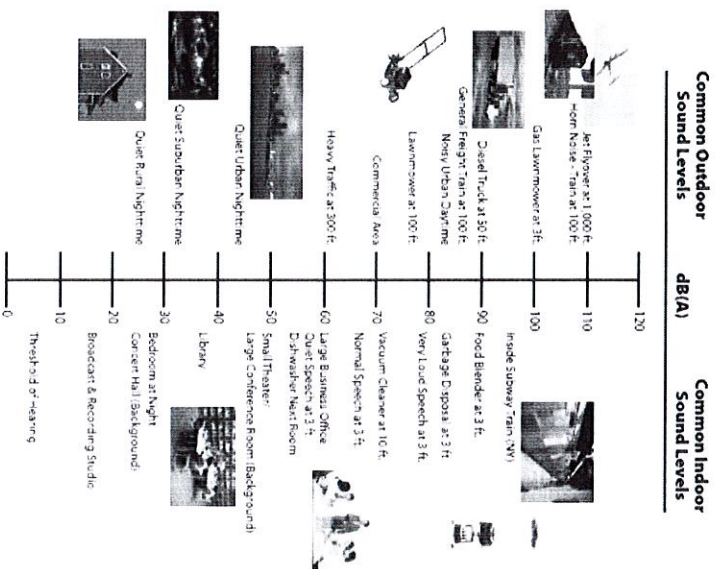 Common Outdoor
Sound Levels
Jet Flyover at 1,000 ft.
Horn Noise - Train at 100 ft.
Gas Lawnmower at 3 ft.
Diesel Truck at 50 ft.
General Freight Train at 100 ft.
Noisy Urban Daytime
Lawnmower at 100 ft.
Commercial Area
Heavy Traffic at 300 ft.
Quiet Urban Nighttime
Quiet Suburban Nighttime
Quiet Rural Nighttime
dB(A)
120
110
100
90
80
70
60
50
40
30
20
10
0
Common Indoor
Sound Levels
Inside Subway Train (NY)
Food Blender at 3 ft.
Garbage Disposal at 3 ft
Very Loud Speech at 3 ft.
Vacuum Cleaner at 10 ft.
Normal Speech at 3 ft.
Large Business Office
Quiet Speech at 3 ft.
Dishwasher Next Room
Small Theater/
Large Conference Room (Background)
Library
Bedroom at Night
Concert Hall (Background)
Broadcast & Recording Studio
Threshold of Hearing